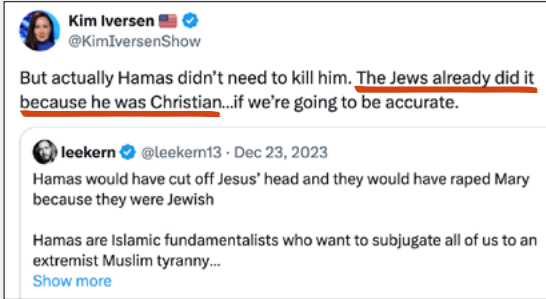 Kim Iversen 🇺🇸
@KimIversenShow
But actually Hamas didn’t need to kill him. The Jews already did it
because he was Christian...if we’re going to be accurate.
leekern @leekern13 · Dec 23, 2023
Hamas would have cut off Jesus’ head and they would have raped Mary
because they were Jewish
Hamas are Islamic fundamentalists who want to subjugate all of us to an
extremist Muslim tyranny...
Show more